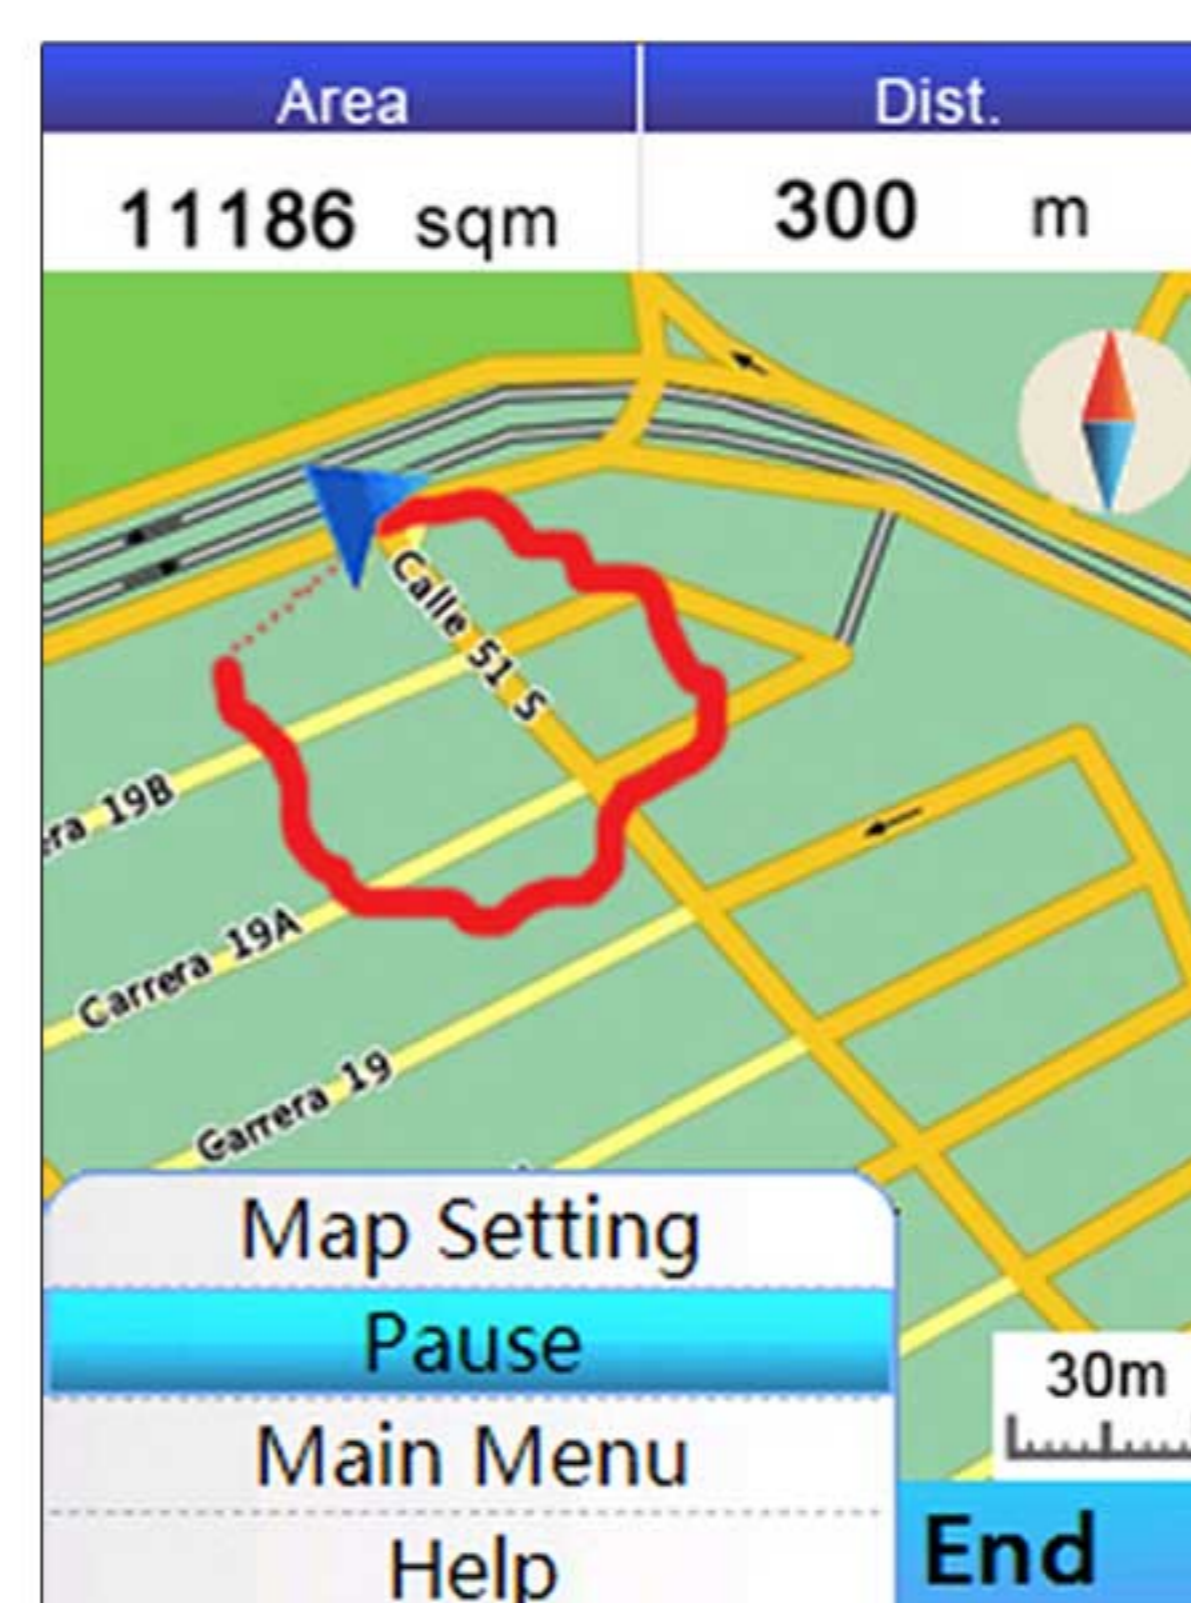 Area Dist.
11186 sqm 300 m
Calle 51 S
era 19B
Carrera 19A
Carrera 19
Map Setting
Pause
30m
Main Menu
End
Help